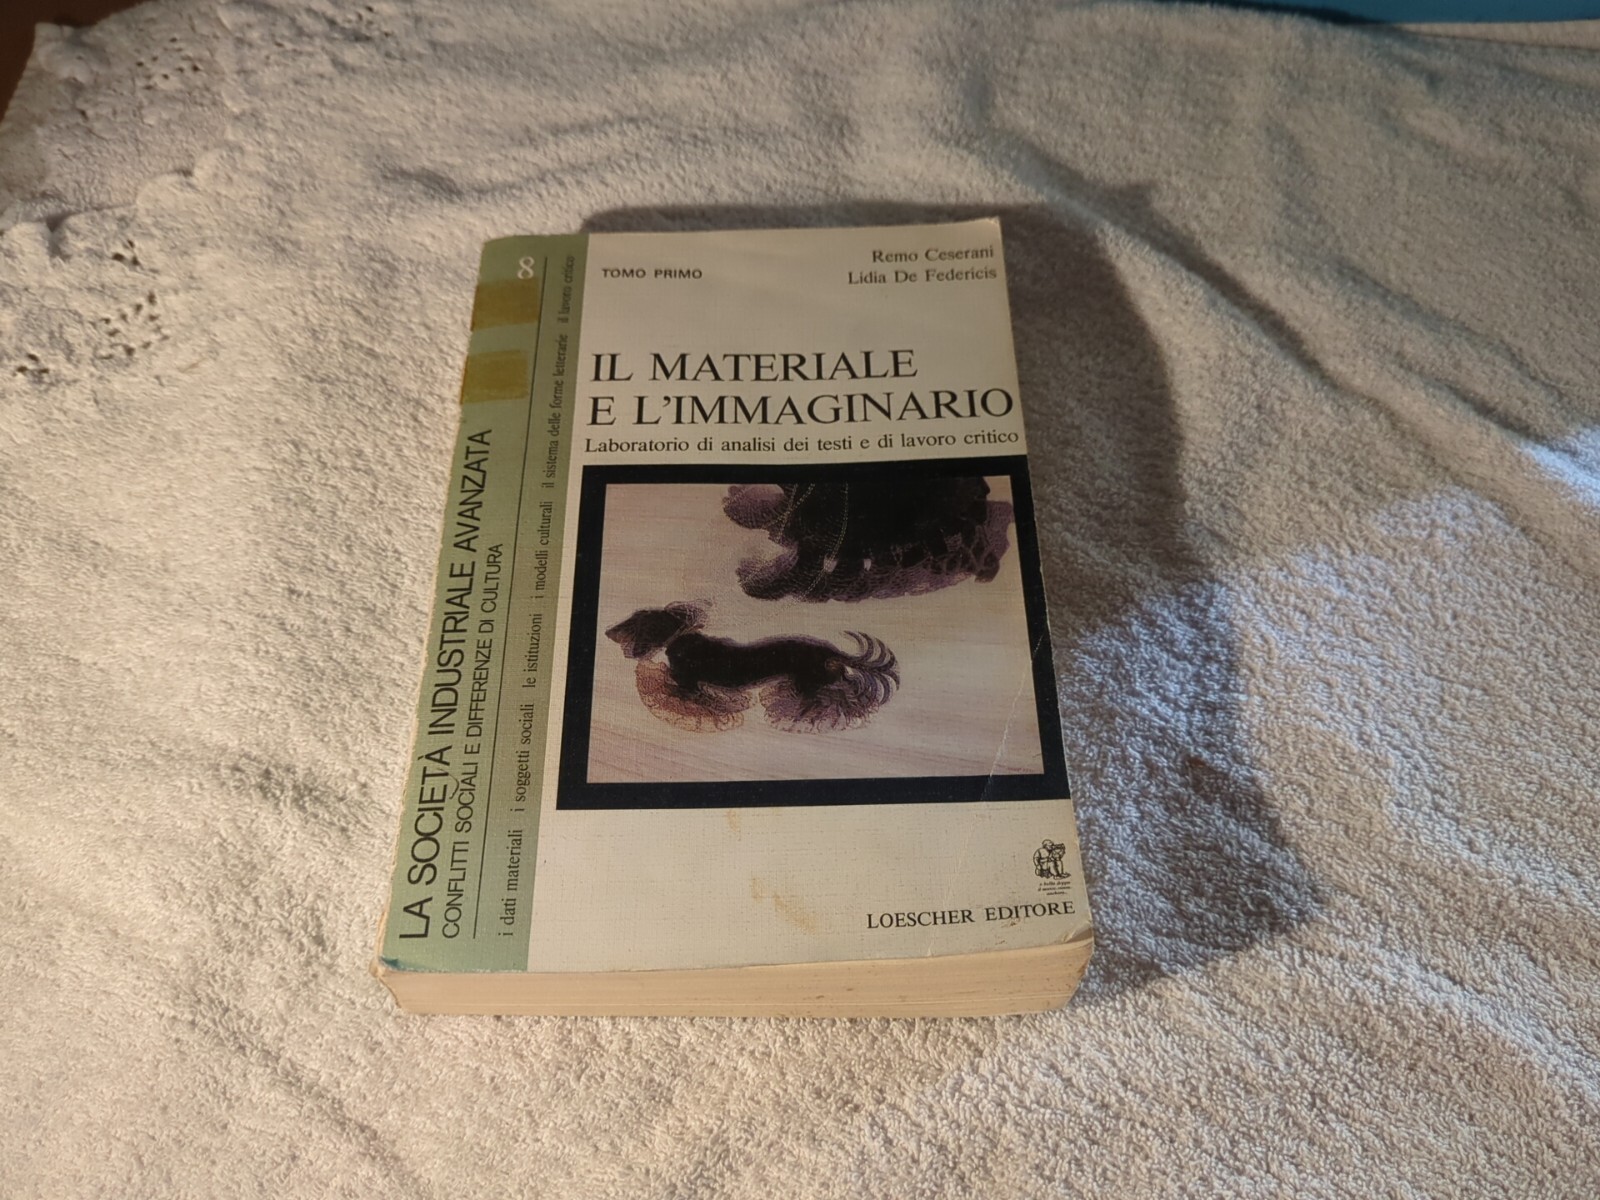 8
LA SOCIETÀ INDUSTRIALE AVANZATA
CONFLITTI SOCIALI E DIFFERENZE DI CULTURA
i dati materiali i soggetti sociali le istituzioni i modelli culturali il sistema delle forme letterarie il lavoro critico
TOMO PRIMO
Remo Ceserani
Lidia De Federicis
IL MATERIALE
E L'IMMAGINARIO
Laboratorio di analisi dei testi e di lavoro critico
LOESCHER EDITORE